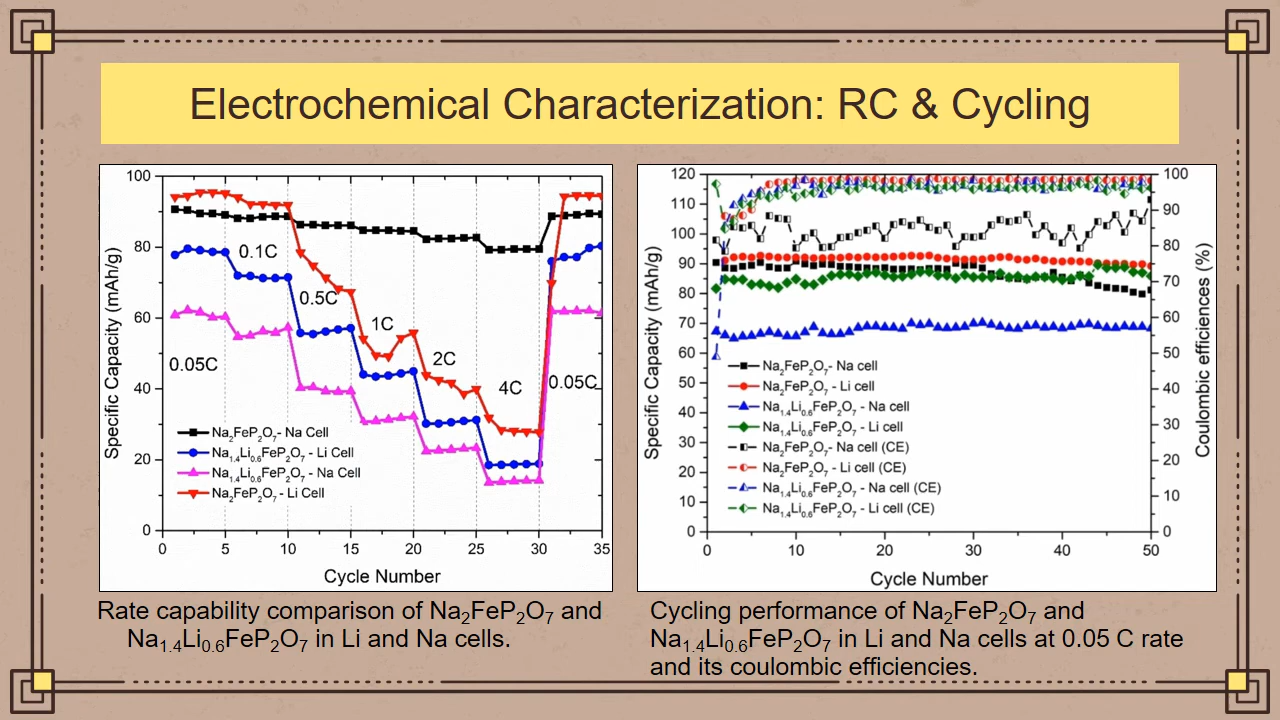 Electrochemical Characterization: RC & Cycling
100
80
60
40
20
0
Specific Capacity (mAh/g)
0.05C
0.1C
0.5C
1C
2C
4C
0.05C
Na₂FeP₂O₇- Na Cell
Na₁.₄Li₀.₆FeP₂O₇ - Li Cell
Na₁.₄Li₀.₆FeP₂O₇ - Na Cell
Na₂FeP₂O₇ - Li Cell
0 5 10 15 20 25 30 35
Cycle Number
120
110
100
90
80
70
60
50
40
30
20
10
0
Specific Capacity (mAh/g)
Na₂FeP₂O₇- Na cell
Na₂FeP₂O₇ - Li cell
Na₁.₄Li₀.₆FeP₂O₇ - Na cell
Na₁.₄Li₀.₆FeP₂O₇ - Li cell
Na₂FeP₂O₇- Na cell (CE)
Na₂FeP₂O₇ - Li cell (CE)
Na₁.₄Li₀.₆FeP₂O₇ - Na cell (CE)
Na₁.₄Li₀.₆FeP₂O₇ - Li cell (CE)
100
90
80
70
60
50
40
30
20
10
0
Coulombic efficiences (%)
0 10 20 30 40 50
Cycle Number
Rate capability comparison of Na₂FeP₂O₇ and
Na₁.₄Li₀.₆FeP₂O₇ in Li and Na cells.
Cycling performance of Na₂FeP₂O₇ and
Na₁.₄Li₀.₆FeP₂O₇ in Li and Na cells at 0.05 C rate
and its coulombic efficiencies.